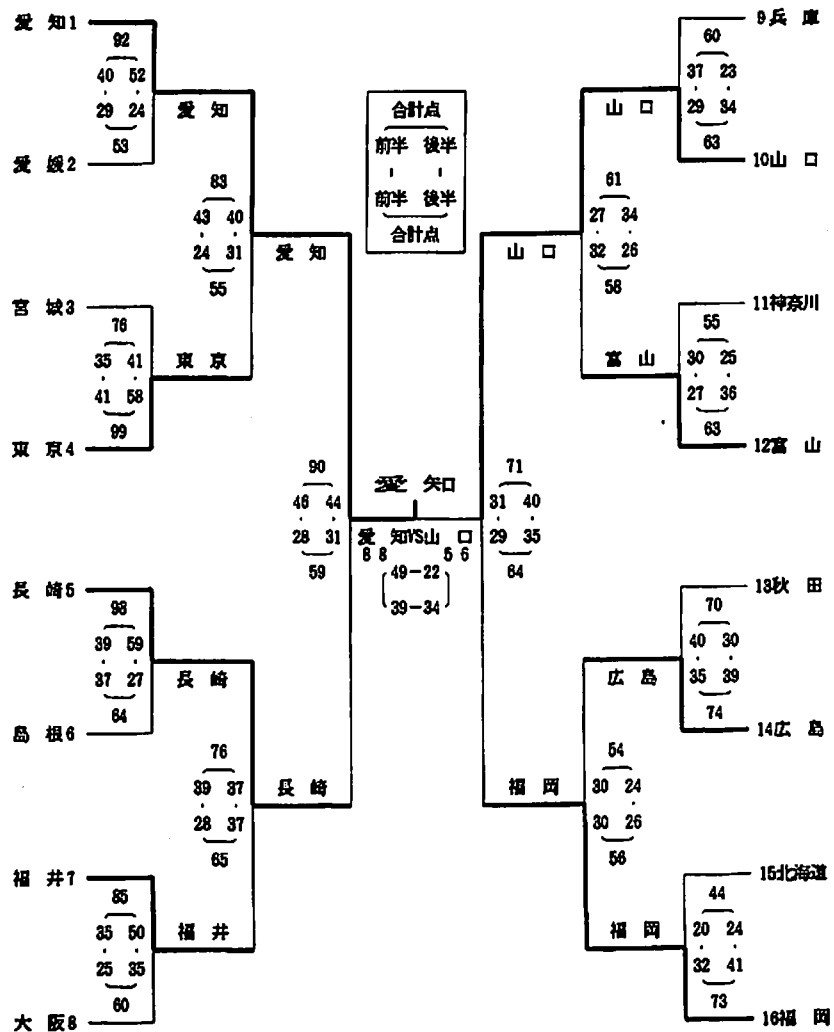 愛知1
92
40 52
29 24
53
愛媛2
愛知
83
43 40
24 31
55
愛知
宮城3
76
35 41
41 58
99
東京4
東京
90
46 44
28 31
59
長崎5
98
39 59
37 27
64
島根6
長崎
76
39 37
28 37
65
長崎
福井7
85
35 50
25 35
60
大阪8
福井
合計点
前半 後半
前半 後半
合計点
愛知
愛知VS山口
88 56
49-22
39-34
9兵庫
60
37 23
29 34
63
10山口
山口
61
27 34
32 26
58
山口
11神奈川
55
30 25
27 36
63
12富山
富山
71
31 40
29 35
64
13秋田
70
40 30
35 39
74
14広島
広島
54
30 24
30 26
56
福岡
15北海道
44
20 24
32 41
73
16福岡
福岡